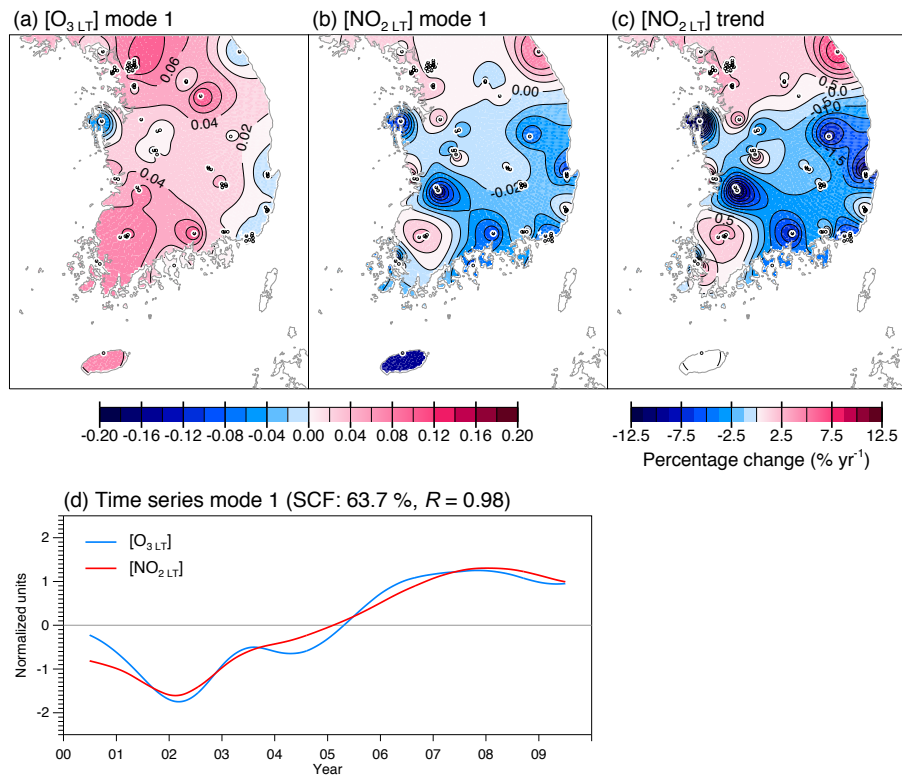 (a) [O3 LT] mode 1 (b) [NO2 LT] mode 1 (c) [NO2 LT] trend
0.06 0.04 0.02 0.04
0.00 -0.02
0.5 0.5
-0.20 -0.16 -0.12 -0.08 -0.04 0.00 0.04 0.08 0.12 0.16 0.20
-12.5 -7.5 -2.5 2.5 7.5 12.5
Percentage change (% yr-1)
(d) Time series mode 1 (SCF: 63.7 %, R = 0.98)
[O3 LT]
[NO2 LT]
Normalized units
2
1
0
-1
-2
00 01 02 03 04 05 06 07 08 09
Year